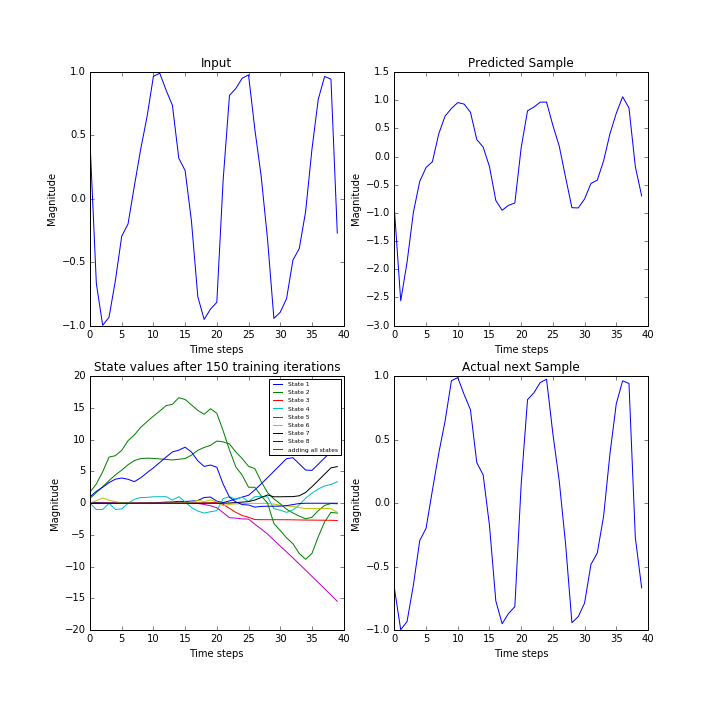 Input
1.0
0.5
0.0
−0.5
−1.0
Magnitude
0 5 10 15 20 25 30 35 40
Time steps
Predicted Sample
1.5
1.0
0.5
0.0
−0.5
−1.0
−1.5
−2.0
−2.5
−3.0
Magnitude
0 5 10 15 20 25 30 35 40
Time steps
State values after 150 training iterations
20
15
10
5
0
−5
−10
−15
−20
Magnitude
State 1
State 2
State 3
State 4
State 5
State 6
State 7
State 8
adding all states
0 5 10 15 20 25 30 35 40
Time steps
Actual next Sample
1.0
0.5
0.0
−0.5
−1.0
Magnitude
0 5 10 15 20 25 30 35 40
Time steps